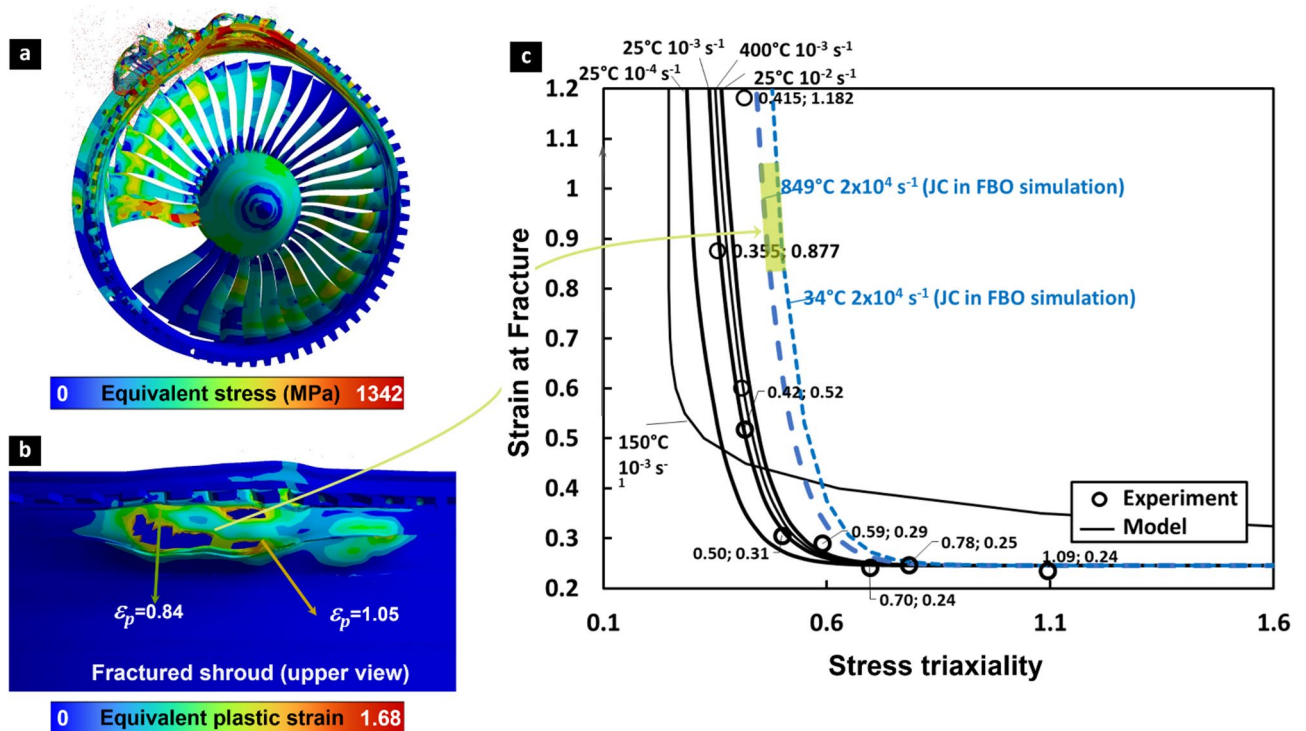 a
0 Equivalent stress (MPa) 1342
b
εp=0.84
εp=1.05
Fractured shroud (upper view)
0 Equivalent plastic strain 1.68
c
25°C 10-3 s-1
400°C 10-3 s-1
25°C 10-4 s-1
25°C 10-2 s-1
Strain at Fracture
1.2
1.1
1
0.9
0.8
0.7
0.6
0.5
0.4
0.3
0.2
0.415; 1.182
849°C 2x10⁴ s-1 (JC in FBO simulation)
0.355; 0.877
34°C 2x10⁴ s-1 (JC in FBO simulation)
0.42; 0.52
150°C
10-3 s-
1
Experiment
Model
0.59; 0.29
0.50; 0.31
0.78; 0.25
1.09; 0.24
0.70; 0.24
0.1
0.6
1.1
1.6
Stress triaxiality